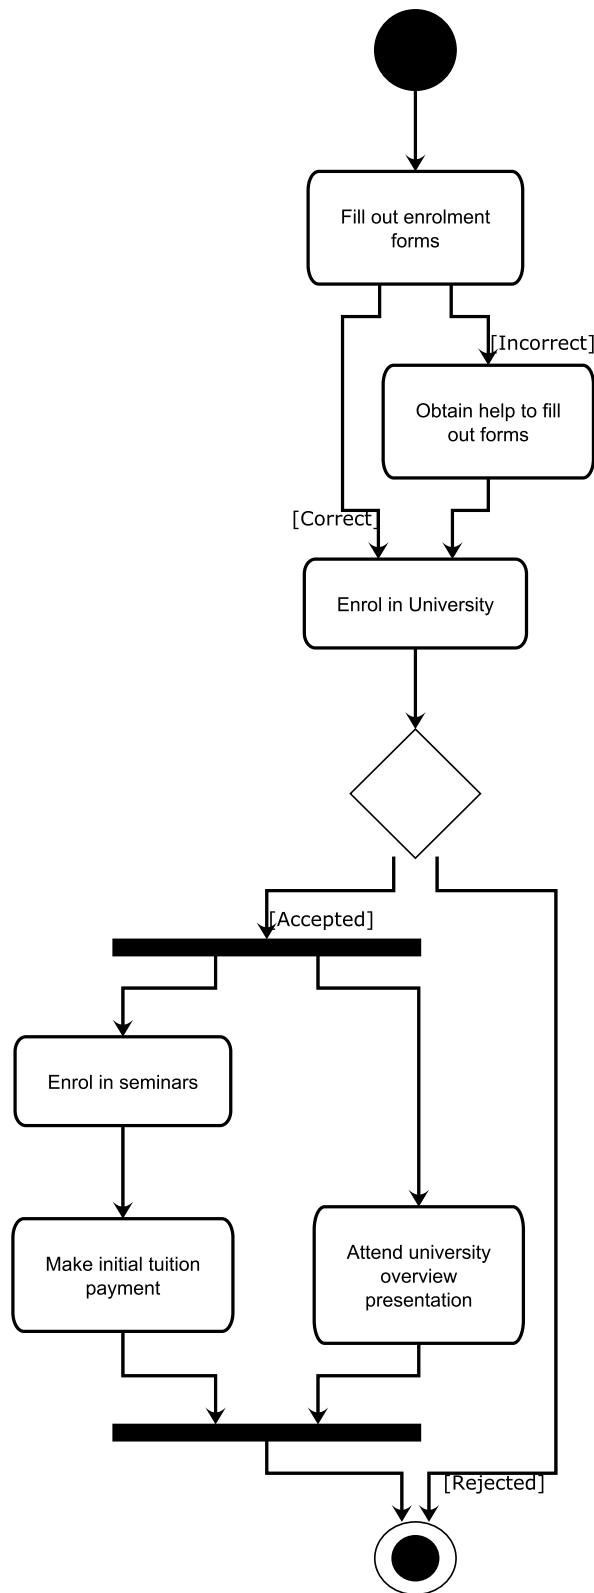 Fill out enrolment
forms
[Incorrect]
Obtain help to fill
out forms
[Correct]
Enrol in University
[Accepted]
Enrol in seminars
Make initial tuition
payment
Attend university
overview
presentation
[Rejected]